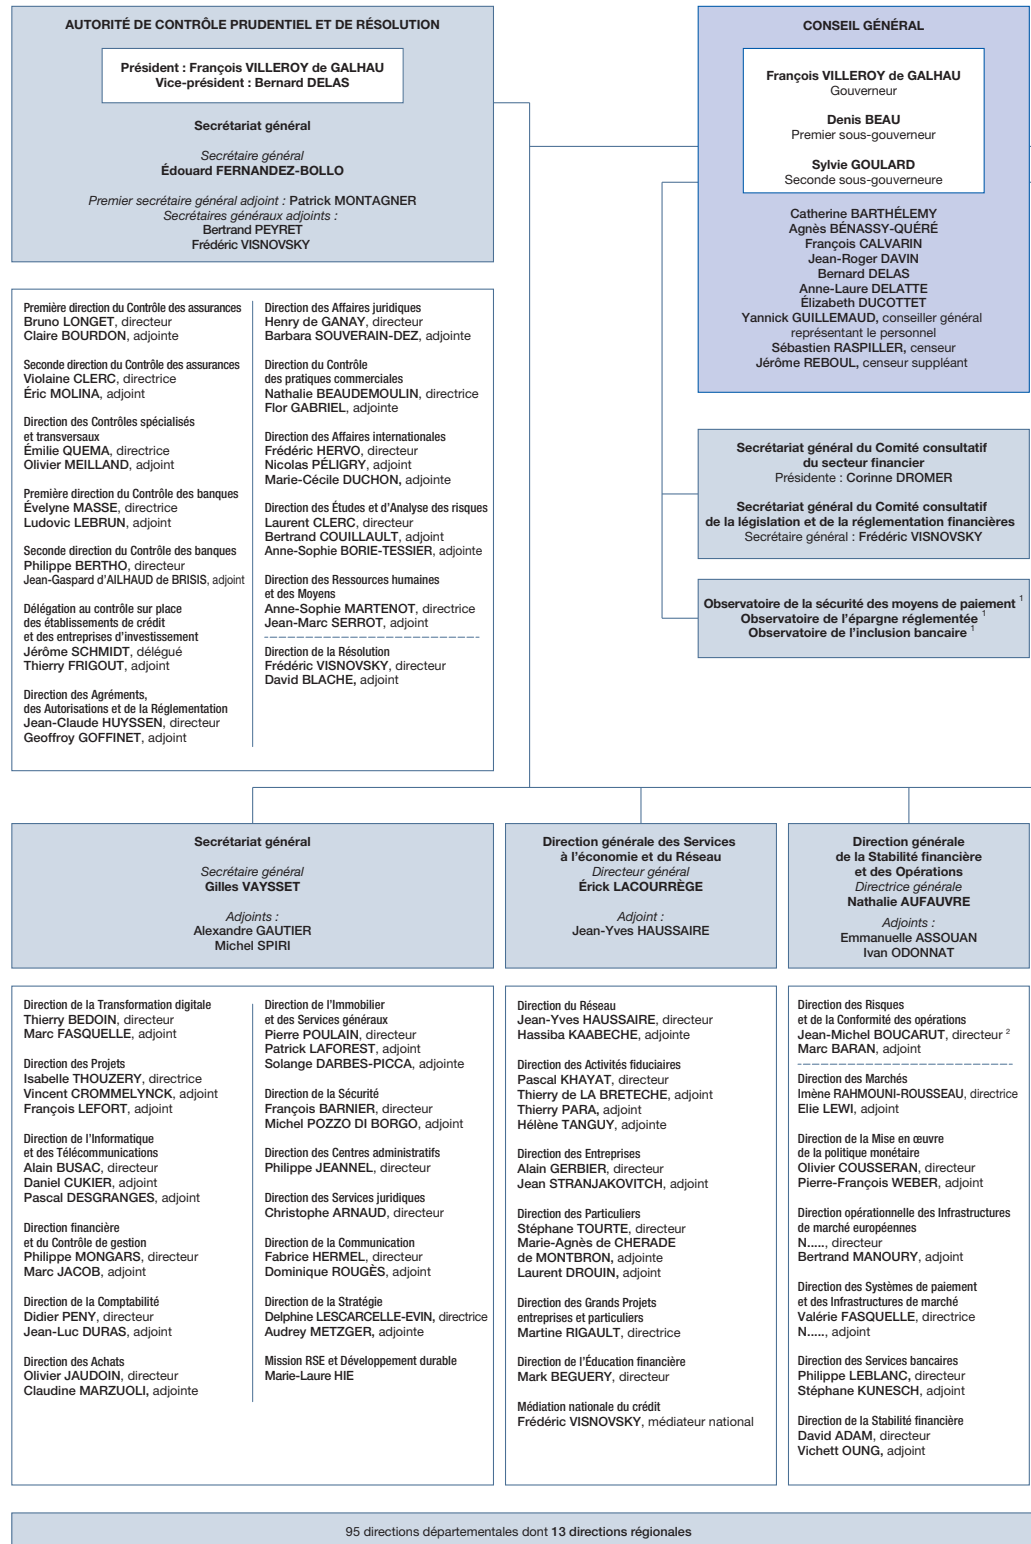 AUTORITÉ DE CONTRÔLE PRUDENTIEL ET DE RÉSOLUTION
Président : François VILLEROY de GALHAU
Vice-président : Bernard DELAS
Secrétariat général
Secrétaire général
Édouard FERNANDEZ-BOLLO
Premier secrétaire général adjoint : Patrick MONTAGNER
Secrétaires généraux adjoints :
Bertrand PEYRET
Frédéric VISNOVSKY
Première direction du Contrôle des assurances
Bruno LONGET, directeur
Claire BOURDON, adjointe
Seconde direction du Contrôle des assurances
Violaine CLERC, directrice
Éric MOLINA, adjoint
Direction des Contrôles spécialisés
et transversaux
Émilie QUEMA, directrice
Olivier MEILLAND, adjoint
Première direction du Contrôle des banques
Évelyne MASSE, directrice
Ludovic LEBRUN, adjoint
Seconde direction du Contrôle des banques
Philippe BERTHO, directeur
Jean-Gaspard d'AILHAUD de BRISIS, adjoint
Délégation au contrôle sur place
des établissements de crédit
et des entreprises d'investissement
Jérôme SCHMIDT, délégué
Thierry FRIGOUT, adjoint
Direction des Agréments,
des Autorisations et de la Réglementation
Jean-Claude HUYSSEN, directeur
Geoffroy GOFFINET, adjoint
Direction des Affaires juridiques
Henry de GANAY, directeur
Barbara SOUVERAIN-DEZ, adjointe
Direction du Contrôle
des pratiques commerciales
Nathalie BEAUDEMOULIN, directrice
Flor GABRIEL, adjointe
Direction des Affaires internationales
Frédéric HERVO, directeur
Nicolas PÉLIGRY, adjoint
Marie-Cécile DUCHON, adjointe
Direction des Études et d'Analyse des risques
Laurent CLERC, directeur
Bertrand COUILLAULT, adjoint
Anne-Sophie BORIE-TESSIER, adjointe
Direction des Ressources humaines
et des Moyens
Anne-Sophie MARTENOT, directrice
Jean-Marc SERROT, adjoint
Direction de la Résolution
Frédéric VISNOVSKY, directeur
David BLACHE, adjoint
CONSEIL GÉNÉRAL
François VILLEROY de GALHAU
Gouverneur
Denis BEAU
Premier sous-gouverneur
Sylvie GOULARD
Seconde sous-gouverneure
Catherine BARTHÉLEMY
Agnès BÉNASSY-QUÉRÉ
François CALVARIN
Jean-Roger DAVIN
Bernard DELAS
Anne-Laure DELATTE
Élizabeth DUCOTTET
Yannick GUILLEMAUD, conseiller général
représentant le personnel
Sébastien RASPILLER, censeur
Jérôme REBOUL, censeur suppléant
Secrétariat général du Comité consultatif
du secteur financier
Présidente : Corinne DROMER
Secrétariat général du Comité consultatif
de la législation et de la réglementation financières
Secrétaire général : Frédéric VISNOVSKY
Observatoire de la sécurité des moyens de paiement 1
Observatoire de l'épargne réglementée 1
Observatoire de l'inclusion bancaire 1
Secrétariat général
Secrétaire général
Gilles VAYSSET
Adjoints :
Alexandre GAUTIER
Michel SPIRI
Direction générale des Services
à l'économie et du Réseau
Directeur général
Érick LACOURRÈGE
Adjoint :
Jean-Yves HAUSSAIRE
Direction générale
de la Stabilité financière
et des Opérations
Directrice générale
Nathalie AUFAUVRE
Adjoints :
Emmanuelle ASSOUAN
Ivan ODONNAT
Direction de la Transformation digitale
Thierry BEDOIN, directeur
Marc FASQUELLE, adjoint
Direction des Projets
Isabelle THOUZERY, directrice
Vincent CROMMELYNCK, adjoint
François LEFORT, adjoint
Direction de l'Informatique
et des Télécommunications
Alain BUSAC, directeur
Daniel CUKIER, adjoint
Pascal DESGRANGES, adjoint
Direction financière
et du Contrôle de gestion
Philippe MONGARS, directeur
Marc JACOB, adjoint
Direction de la Comptabilité
Didier PENY, directeur
Jean-Luc DURAS, adjoint
Direction des Achats
Olivier JAUDOIN, directeur
Claudine MARZUOLI, adjointe
Direction de l'Immobilier
et des Services généraux
Pierre POULAIN, directeur
Patrick LAFOREST, adjoint
Solange DARBES-PICCA, adjointe
Direction de la Sécurité
François BARNIER, directeur
Michel POZZO DI BORGO, adjoint
Direction des Centres administratifs
Philippe JEANNEL, directeur
Direction des Services juridiques
Christophe ARNAUD, directeur
Direction de la Communication
Fabrice HERMEL, directeur
Dominique ROUGÈS, adjoint
Direction de la Stratégie
Delphine LESCARCELLE-EVIN, directrice
Audrey METZGER, adjointe
Mission RSE et Développement durable
Marie-Laure HIE
Direction du Réseau
Jean-Yves HAUSSAIRE, directeur
Hassiba KAABECHE, adjointe
Direction des Activités fiduciaires
Pascal KHAYAT, directeur
Thierry de LA BRETECHE, adjoint
Thierry PARA, adjoint
Hélène TANGUY, adjointe
Direction des Entreprises
Alain GERBIER, directeur
Jean STRANJAKOVITCH, adjoint
Direction des Particuliers
Stéphane TOURTE, directeur
Marie-Agnès de CHERADE
de MONTBRON, adjointe
Laurent DROUIN, adjoint
Direction des Grands Projets
entreprises et particuliers
Martine RIGAULT, directrice
Direction de l'Éducation financière
Mark BEGUERY, directeur
Médiation nationale du crédit
Frédéric VISNOVSKY, médiateur national
Direction des Risques
et de la Conformité des opérations
Jean-Michel BOUCARUT, directeur 2
Marc BARAN, adjoint
Direction des Marchés
Imène RAHMOUNI-ROUSSEAU, directrice
Elie LEWI, adjoint
Direction de la Mise en œuvre
de la politique monétaire
Olivier COUSSERAN, directeur
Pierre-François WEBER, adjoint
Direction opérationnelle des Infrastructures
de marché européennes
N....., directeur
Bertrand MANOURY, adjoint
Direction des Systèmes de paiement
et des Infrastructures de marché
Valérie FASQUELLE, directrice
N....., adjoint
Direction des Services bancaires
Philippe LEBLANC, directeur
Stéphane KUNESCH, adjoint
Direction de la Stabilité financière
David ADAM, directeur
Vichett OUNG, adjoint
95 directions départementales dont 13 directions régionales